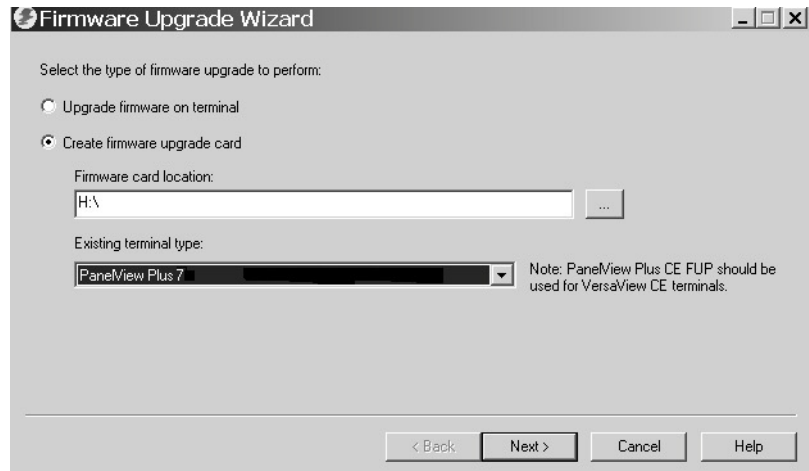 Firmware Upgrade Wizard
Select the type of firmware upgrade to perform:
Upgrade firmware on terminal
Create firmware upgrade card
Firmware card location:
H:\
...
Existing terminal type:
PanelView Plus 7
Note: PanelView Plus CE FUP should be
used for VersaView CE terminals.
< Back
Next >
Cancel
Help